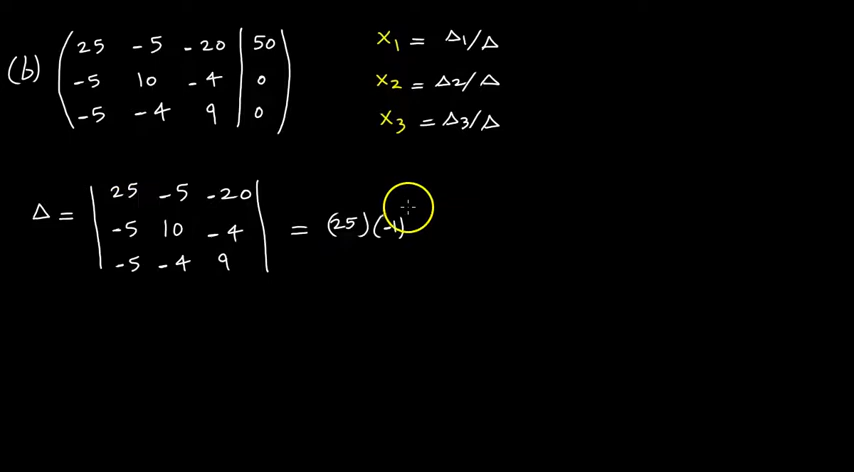 (b) ( 25 -5 -20 | 50
-5 10 -4 | 0
-5 -4 9 | 0 )
x1 = Δ1/Δ
x2 = Δ2/Δ
x3 = Δ3/Δ
Δ = | 25 -5 -20 |
| -5 10 -4 | = (25)(-1)
| -5 -4 9 |